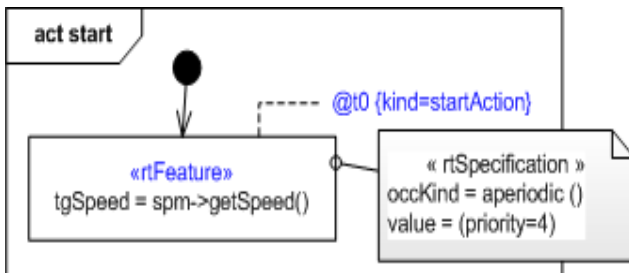 act start
@t0 {kind=startAction}
«rtFeature»
tgSpeed = spm->getSpeed()
« rtSpecification »
occKind = aperiodic ()
value = (priority=4)